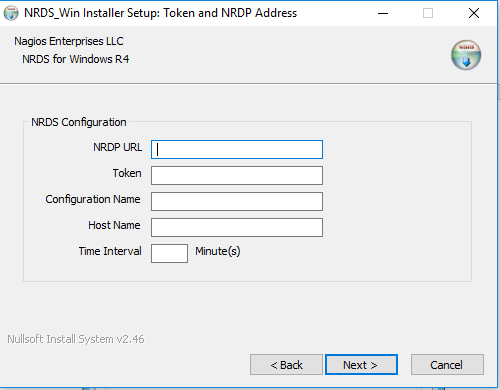 NRDS_Win Installer Setup: Token and NRDP Address
Nagios Enterprises LLC
NRDS for Windows R4
NRDS Configuration
NRDP URL
Token
Configuration Name
Host Name
Time Interval Minute(s)
Nullsoft Install System v2.46
< Back Next > Cancel